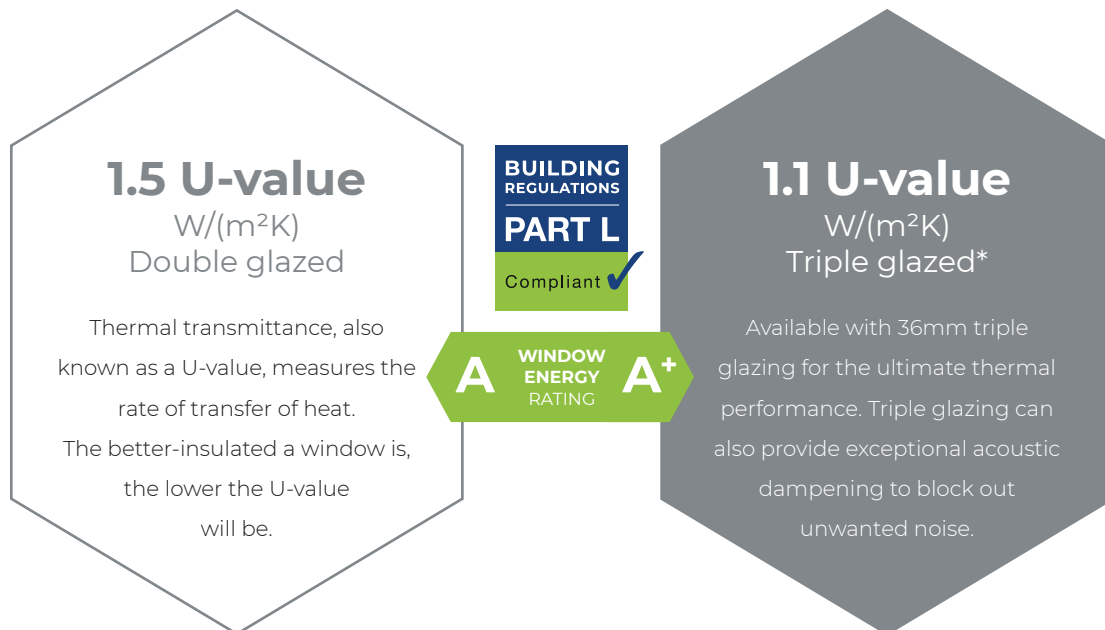 1.5 U-value
W/(m²K)
Double glazed
Thermal transmittance, also
known as a U-value, measures the
rate of transfer of heat.
The better-insulated a window is,
the lower the U-value
will be.
BUILDING
REGULATIONS
PART L
Compliant
A WINDOW ENERGY RATING A+
1.1 U-value
W/(m²K)
Triple glazed*
Available with 36mm triple
glazing for the ultimate thermal
performance. Triple glazing can
also provide exceptional acoustic
dampening to block out
unwanted noise.